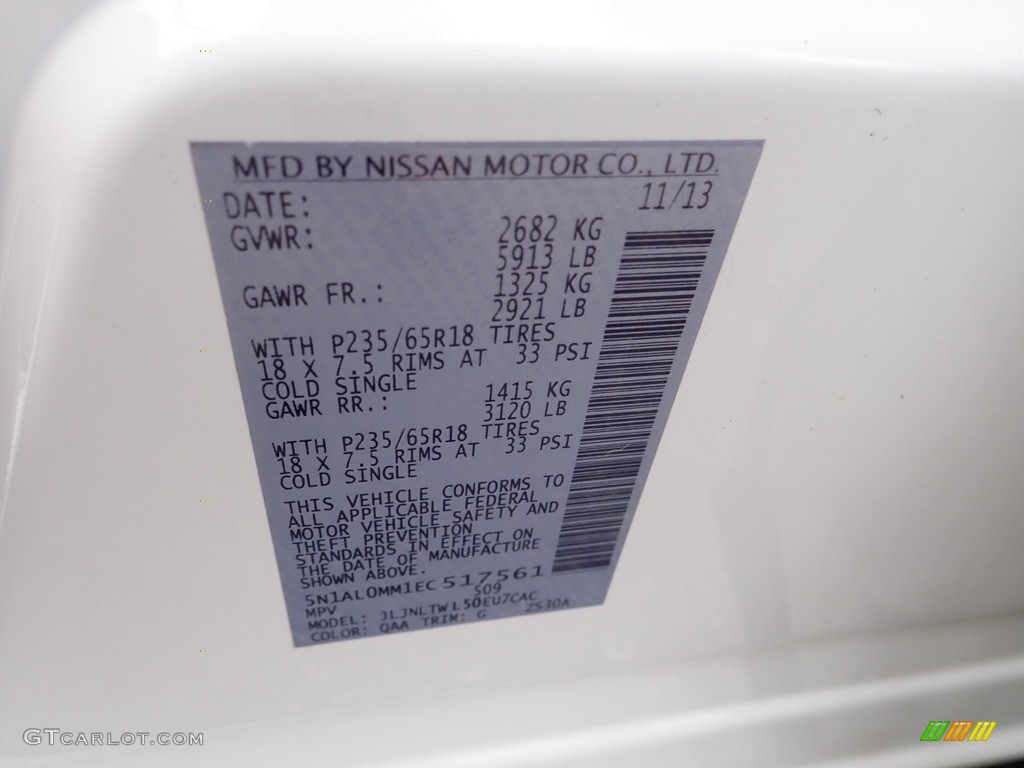 MFD BY NISSAN MOTOR CO., LTD.
DATE: 11/13
GVWR: 2682 KG
5913 LB
GAWR FR.: 1325 KG
2921 LB
WITH P235/65R18 TIRES
18 X 7.5 RIMS AT 33 PSI
COLD SINGLE
GAWR RR.: 1415 KG
3120 LB
WITH P235/65R18 TIRES
18 X 7.5 RIMS AT 33 PSI
COLD SINGLE
THIS VEHICLE CONFORMS TO
ALL APPLICABLE FEDERAL
MOTOR VEHICLE SAFETY AND
THEFT PREVENTION
STANDARDS IN EFFECT ON
THE DATE OF MANUFACTURE
SHOWN ABOVE.
5N1AL0MM1EC517561
MPV 509
MODEL: JLJNLTWL50EU7CAC
COLOR: QAA TRIM: G 2S30A
GTCARLOT.COM